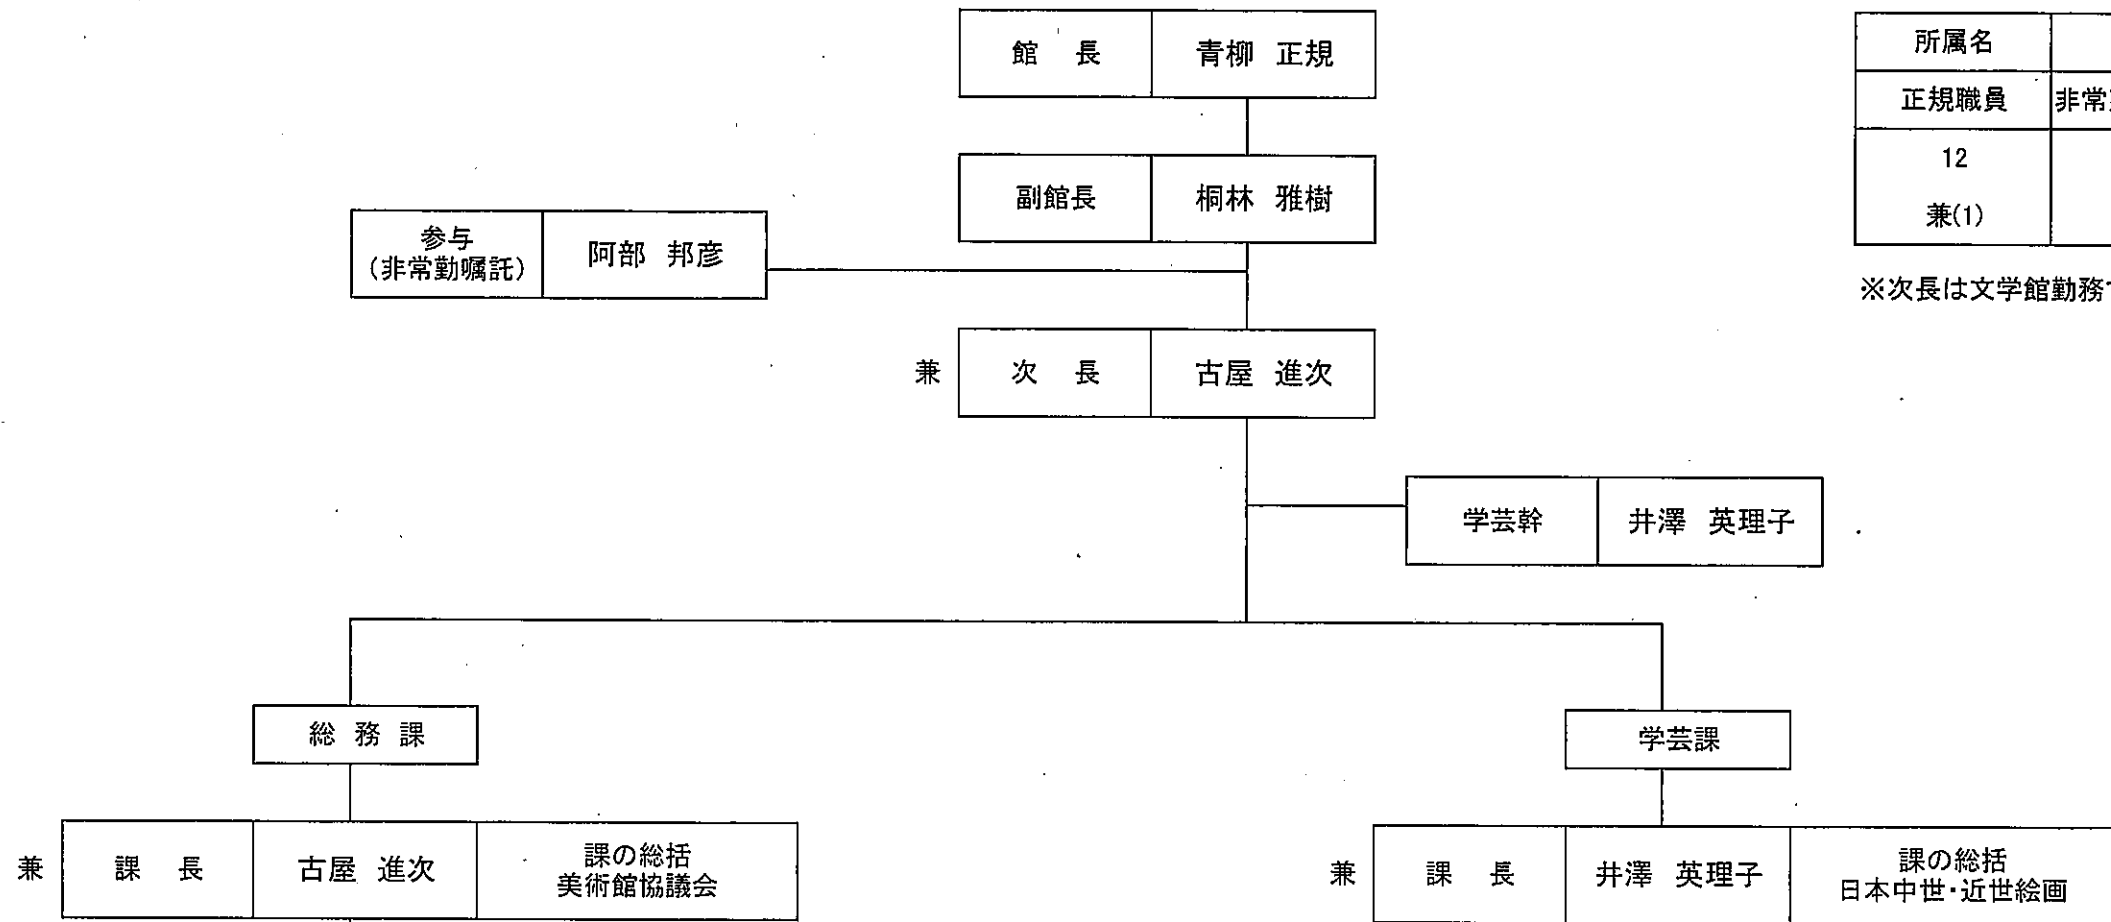 館 長 青柳 正規
所属名
正規職員 非常
12
兼(1)
副館長 桐林 雅樹
参与
(非常勤嘱託) 阿部 邦彦
※次長は文学館勤務
兼 次 長 古屋 進次
学芸幹 井澤 英理子
総 務 課
学芸課
兼 課 長 古屋 進次 課の総括
美術館協議会
兼 課 長 井澤 英理子 課の総括
日本中世・近世絵画